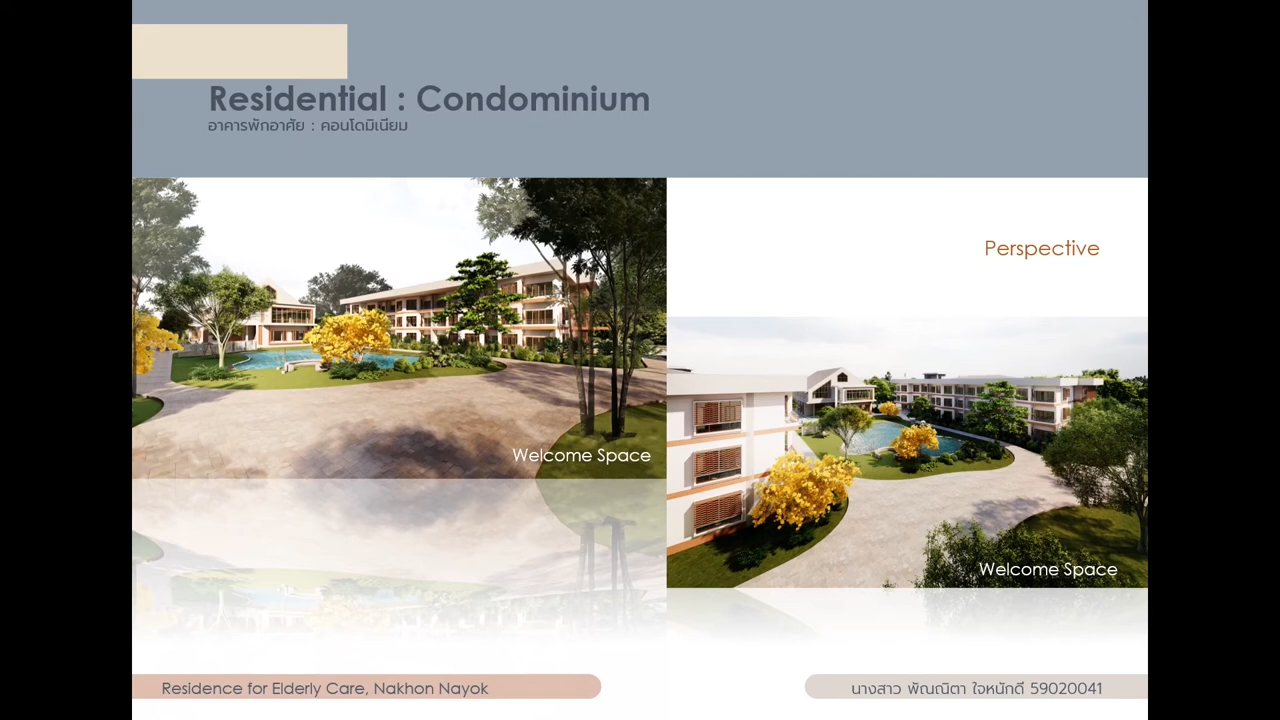 Residential : Condominium
อาคารพักอาศัย : คอนโดมิเนียม
Perspective
Welcome Space
Welcome Space
Residence for Elderly Care, Nakhon Nayok
นางสาว พัณณิตา ใจหนักดี 59020041